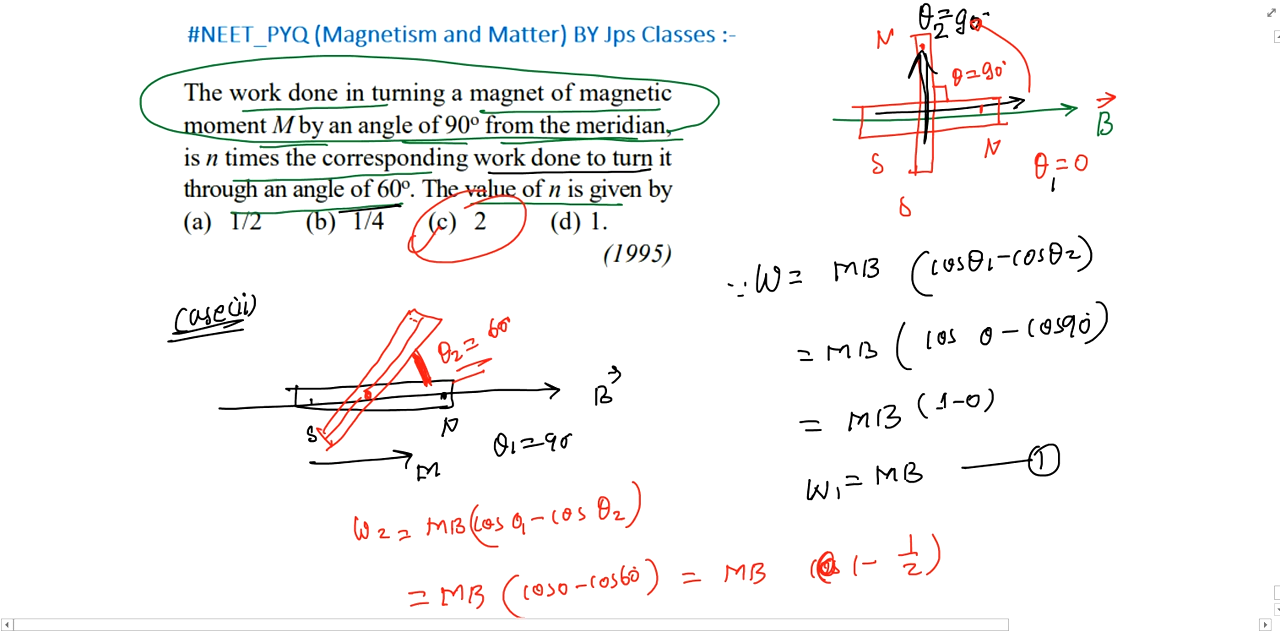 #NEET_PYQ (Magnetism and Matter) BY Jps Classes :-
The work done in turning a magnet of magnetic
moment M by an angle of 90° from the meridian,
is n times the corresponding work done to turn it
through an angle of 60°. The value of n is given by
(a) 1/2 (b) 1/4 (c) 2 (d) 1.
(1995)
θ2=90°
N
θ=90°
B
S
N
θ1=0
S
∵ W= MB (cosθ1-cosθ2)
= MB (cos 0 - cos90°)
= MB (1-0)
W1= MB ① 
Case(ii)
θ2= 60
B
S
N
θ1=90
M
W2= MB(cos θ1-cos θ2)
= MB (cos0-cos60°) = MB (1- 1/2)